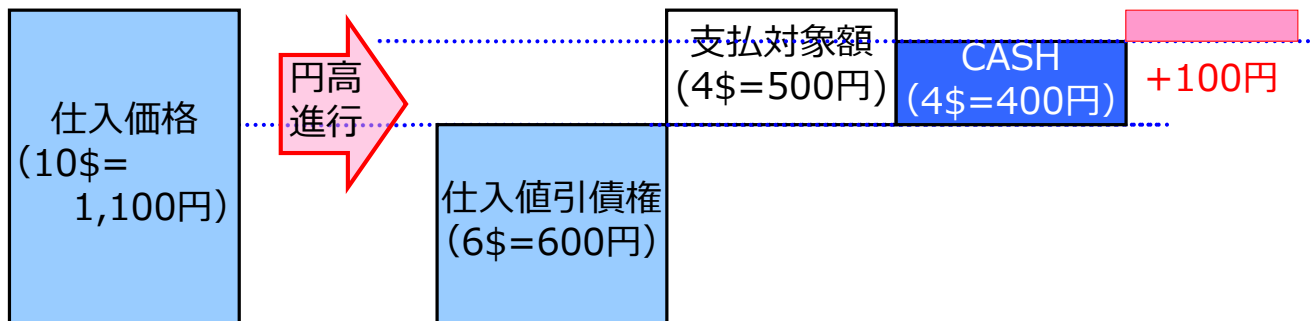 仕入価格
(10$=
1,100円)
円高
進行
仕入値引債権
(6$=600円)
支払対象額
(4$=500円)
CASH
(4$=400円)
+100円